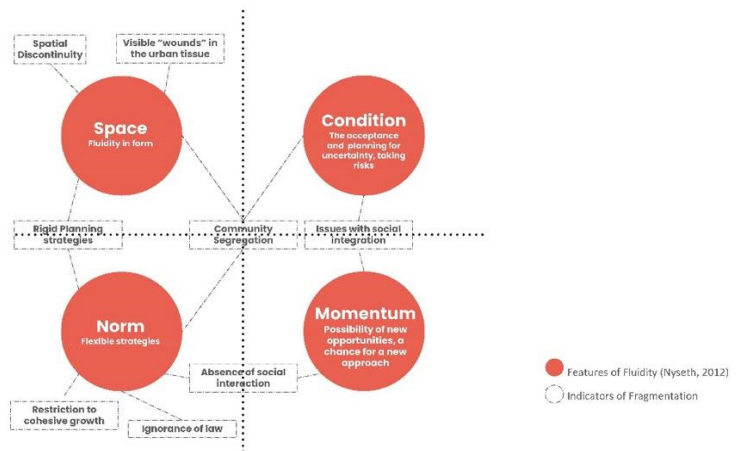 Spatial
Discontinuity
Visible “wounds” in
the urban tissue
Space
Fluidity in form
Condition
The acceptance
and planning for
uncertainty, taking
risks
Rigid Planning
strategies
Community
Segregation
Issues with social
integration
Norm
Flexible strategies
Momentum
Possibility of new
opportunities, a
chance for a new
approach
Absence of social
interaction
Restriction to
cohesive growth
Ignorance of law
Features of Fluidity (Nyseth, 2012)
Indicators of Fragmentation